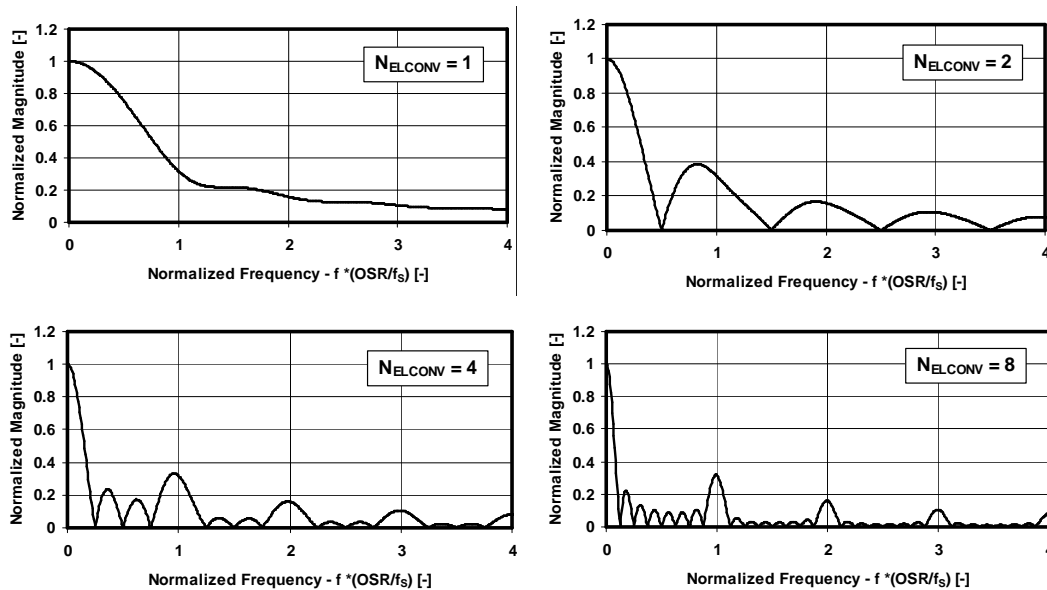 1.2
1
0.8
0.6
0.4
0.2
0
0 1 2 3 4
Normalized Magnitude [-]
Normalized Frequency - f *(OSR/fS) [-]
NELCONV = 1
1.2
1
0.8
0.6
0.4
0.2
0
0 1 2 3 4
Normalized Magnitude [-]
Normalized Frequency - f *(OSR/fS) [-]
NELCONV = 2
1.2
1
0.8
0.6
0.4
0.2
0
0 1 2 3 4
Normalized Magnitude [-]
Normalized Frequency - f *(OSR/fS) [-]
NELCONV = 4
1.2
1
0.8
0.6
0.4
0.2
0
0 1 2 3 4
Normalized Magnitude [-]
Normalized Frequency - f *(OSR/fS) [-]
NELCONV = 8